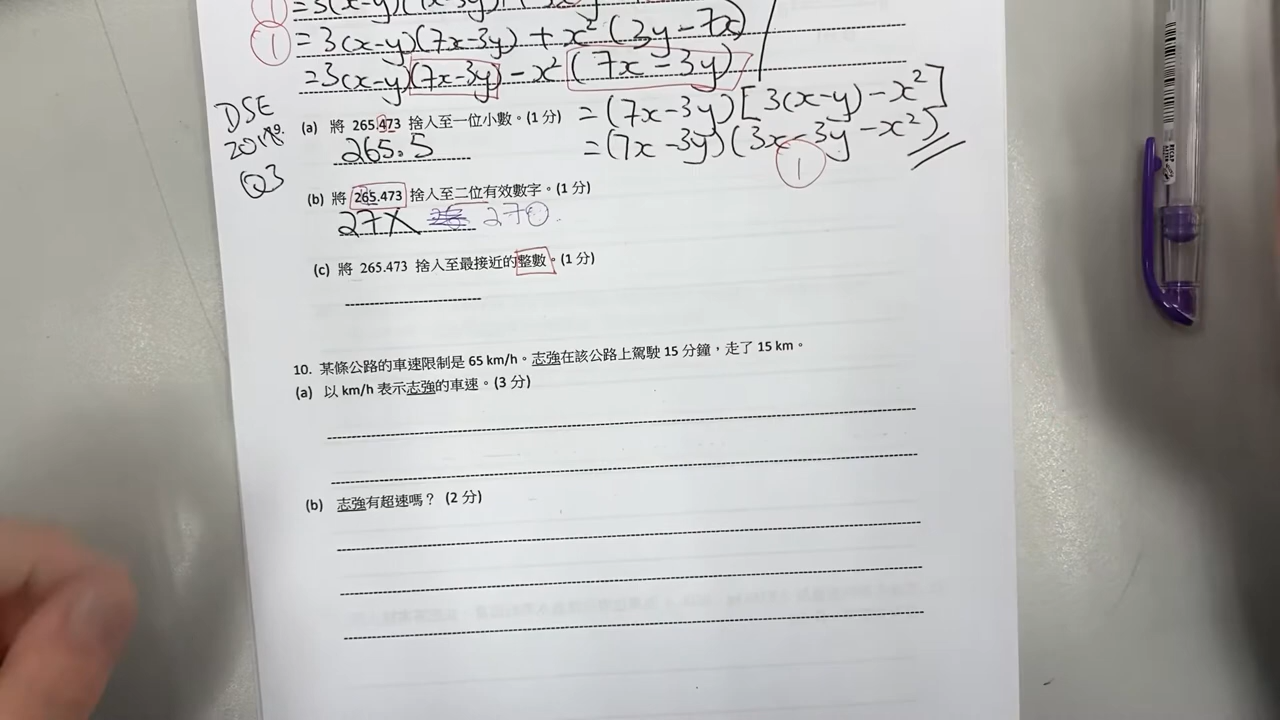 = 3(x-y)(7x-3y)
① = 3(x-y)(7x-3y) + x² (3y-7x)
= 3(x-y)(7x-3y) - x² (7x-3y)
= (7x-3y)[3(x-y)-x²]
= (7x-3y)(3x-3y-x²)
①
DSE
Q3
(a) 將 265.473 捨入至一位小數。(1 分)
265.5
(b) 將 265.473 捨入至二位有效數字。(1 分)
27X 270
(c) 將 265.473 捨入至最接近的整數。(1 分)
10. 某條公路的車速限制是 65 km/h。志強在該公路上駕駛 15 分鐘，走了 15 km。
(a) 以 km/h 表示志強的車速。(3 分)
(b) 志強有超速嗎？ (2 分)